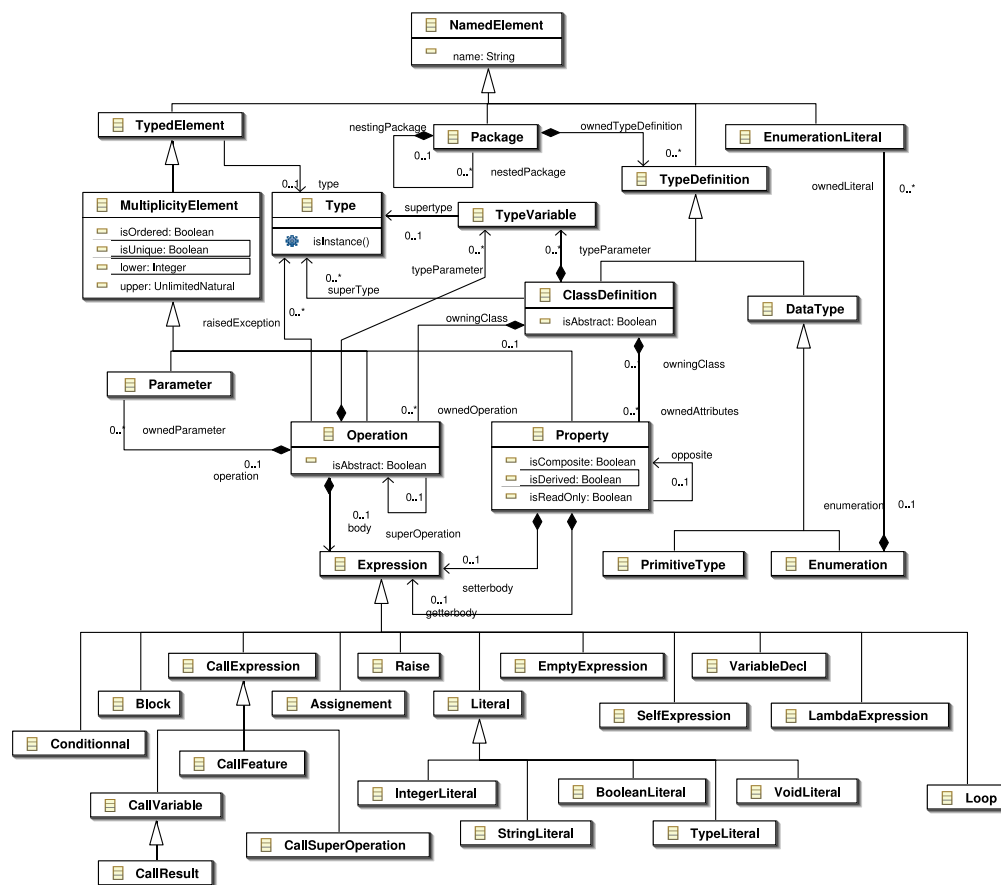 NamedElement
name: String
TypedElement
nestingPackage
Package
ownedTypeDefinition
EnumerationLiteral
0..1
0..*
nestedPackage
0..*
TypeDefinition
ownedLiteral
0..*
0..1
type
MultiplicityElement
isOrdered: Boolean
isUnique: Boolean
lower: Integer
upper: UnlimitedNatural
Type
isInstance()
supertype
0..1
TypeVariable
0..*
0..*
typeParameter
typeParameter
0..*
superType
ClassDefinition
isAbstract: Boolean
DataType
raisedException
0..*
owningClass
0..1
0..1
owningClass
Parameter
0..*
ownedParameter
0..*
ownedOperation
0..*
ownedAttributes
Operation
isAbstract: Boolean
0..1
operation
Property
isComposite: Boolean
isDerived: Boolean
isReadOnly: Boolean
opposite
0..1
0..1
0..1
body
superOperation
enumeration
0..1
Expression
0..1
setterbody
0..1
getterbody
PrimitiveType
Enumeration
CallExpression
Raise
EmptyExpression
VariableDecl
Block
Assignement
Literal
SelfExpression
LambdaExpression
Conditionnal
CallFeature
IntegerLiteral
BooleanLiteral
VoidLiteral
Loop
CallVariable
StringLiteral
TypeLiteral
CallSuperOperation
CallResult